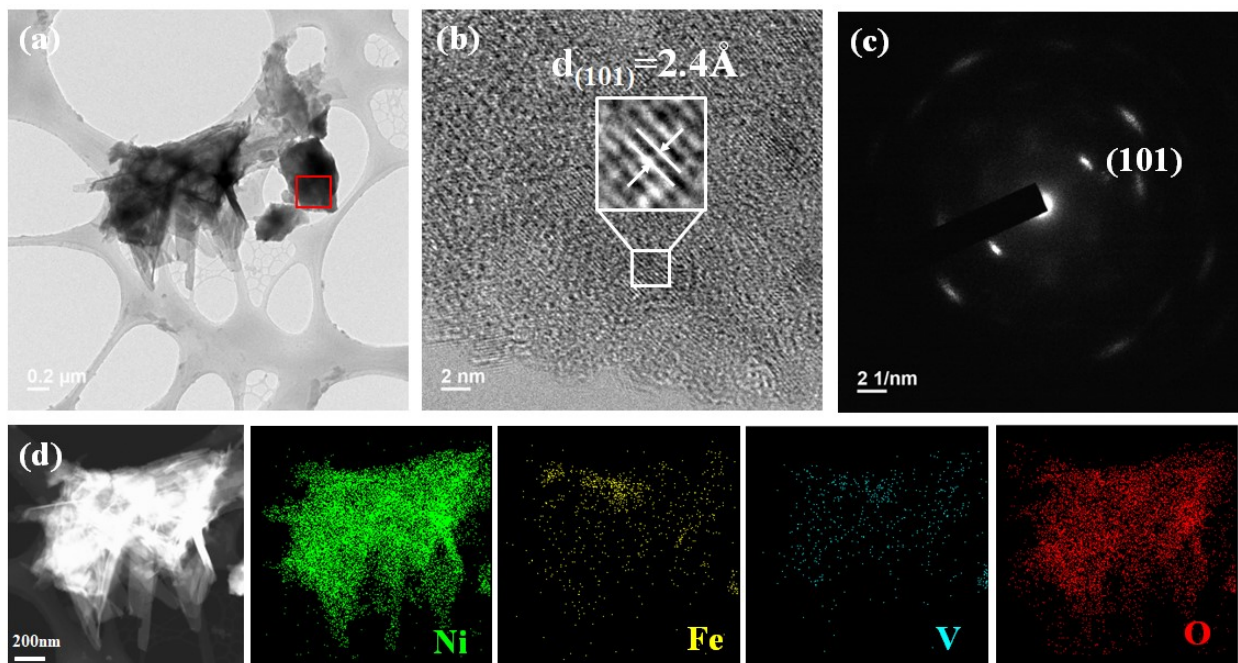 (a)
0.2 µm
(b)
d(101)=2.4Å
2 nm
(c)
(101)
2 1/nm
(d)
200nm
Ni
Fe
V
O